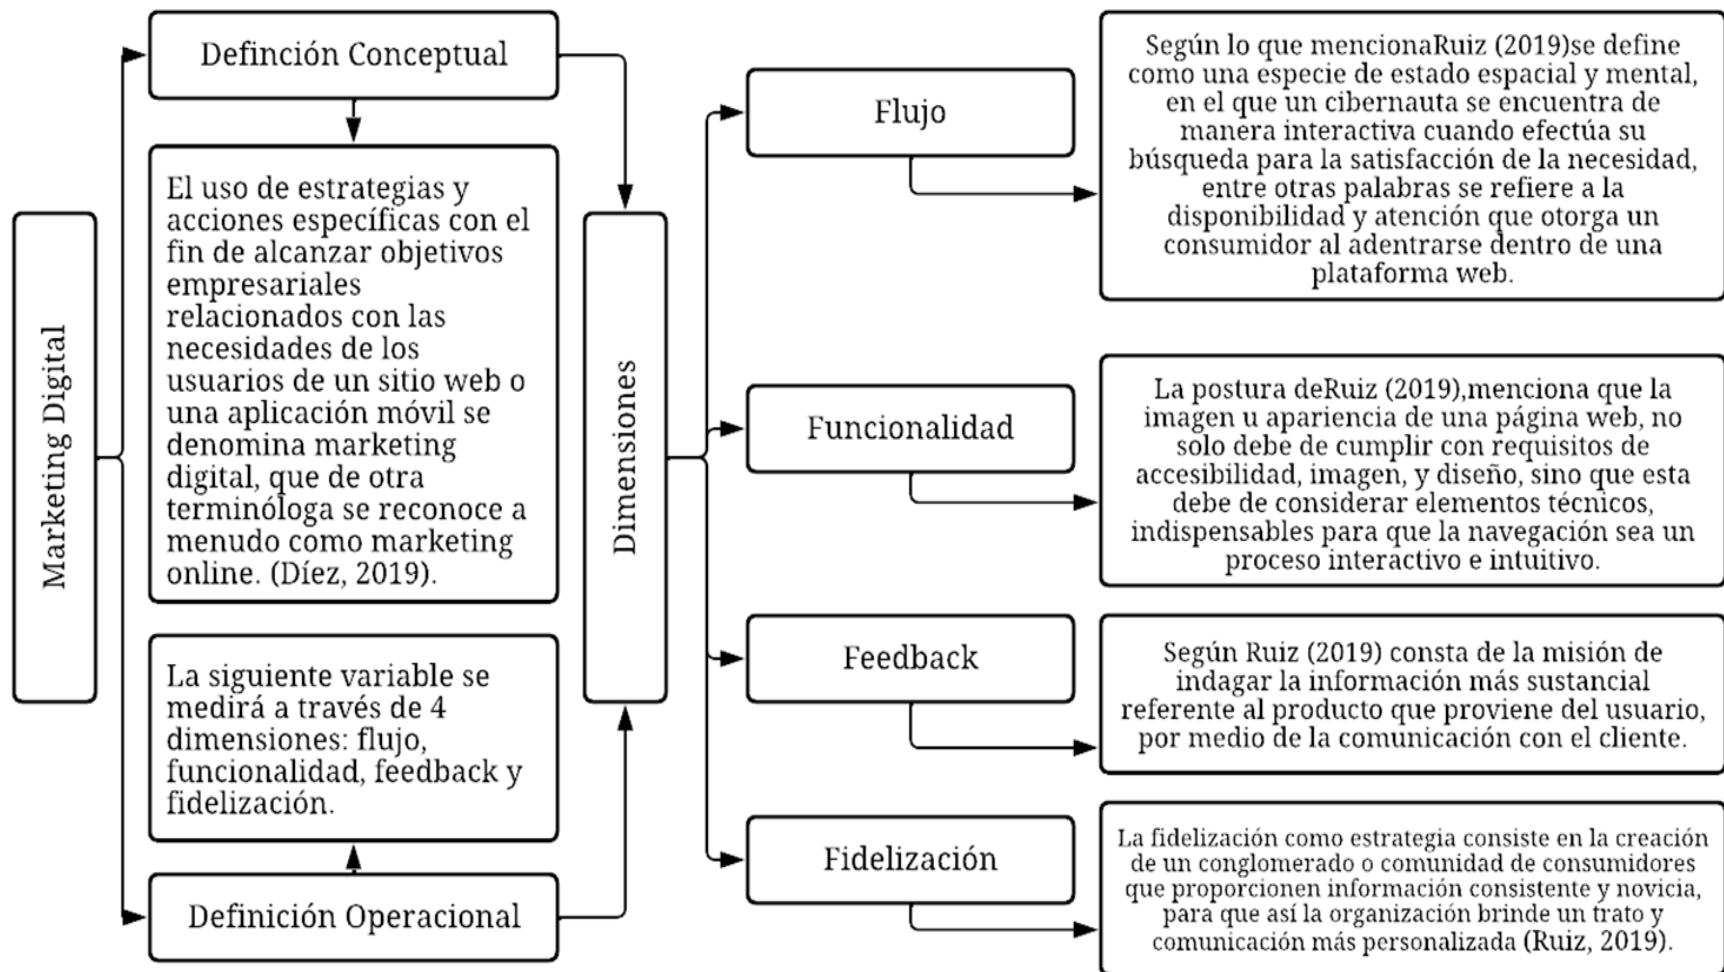 Marketing Digital
Definción Conceptual
El uso de estrategias y
acciones específicas con el
fin de alcanzar objetivos
empresariales
relacionados con las
necesidades de los
usuarios de un sitio web o
una aplicación móvil se
denomina marketing
digital, que de otra
terminóloga se reconoce a
menudo como marketing
online. (Díez, 2019).
La siguiente variable se
medirá a través de 4
dimensiones: flujo,
funcionalidad, feedback y
fidelización.
Definición Operacional
Dimensiones
Flujo
Según lo que mencionaRuiz (2019)se define
como una especie de estado espacial y mental,
en el que un cibernauta se encuentra de
manera interactiva cuando efectúa su
búsqueda para la satisfacción de la necesidad,
entre otras palabras se refiere a la
disponibilidad y atención que otorga un
consumidor al adentrarse dentro de una
plataforma web.
Funcionalidad
La postura deRuiz (2019),menciona que la
imagen u apariencia de una página web, no
solo debe de cumplir con requisitos de
accesibilidad, imagen, y diseño, sino que esta
debe de considerar elementos técnicos,
indispensables para que la navegación sea un
proceso interactivo e intuitivo.
Feedback
Según Ruiz (2019) consta de la misión de
indagar la información más sustancial
referente al producto que proviene del usuario,
por medio de la comunicación con el cliente.
Fidelización
La fidelización como estrategia consiste en la creación
de un conglomerado o comunidad de consumidores
que proporcionen información consistente y novicia,
para que así la organización brinde un trato y
comunicación más personalizada (Ruiz, 2019).